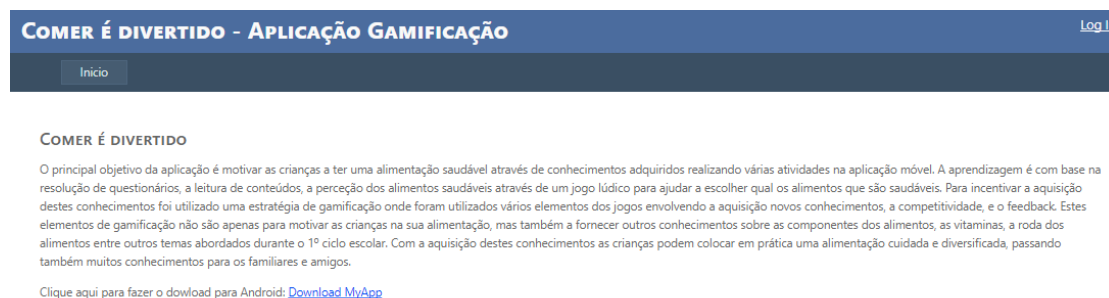 Comer é divertido - Aplicação Gamificação
Log
Inicio
Comer é divertido
O principal objetivo da aplicação é motivar as crianças a ter uma alimentação saudável através de conhecimentos adquiridos realizando várias atividades na aplicação móvel. A aprendizagem é com base na
resolução de questionários, a leitura de conteúdos, a perceção dos alimentos saudáveis através de um jogo lúdico para ajudar a escolher qual os alimentos que são saudáveis. Para incentivar a aquisição
destes conhecimentos foi utilizado uma estratégia de gamificação onde foram utilizados vários elementos dos jogos envolvendo a aquisição novos conhecimentos, a competitividade, e o feedback. Estes
elementos de gamificação não são apenas para motivar as crianças na sua alimentação, mas também a fornecer outros conhecimentos sobre as componentes dos alimentos, as vitaminas, a roda dos
alimentos entre outros temas abordados durante o 1º ciclo escolar. Com a aquisição destes conhecimentos as crianças podem colocar em prática uma alimentação cuidada e diversificada, passando
também muitos conhecimentos para os familiares e amigos.
Clique aqui para fazer o dowload para Android: Download MyApp